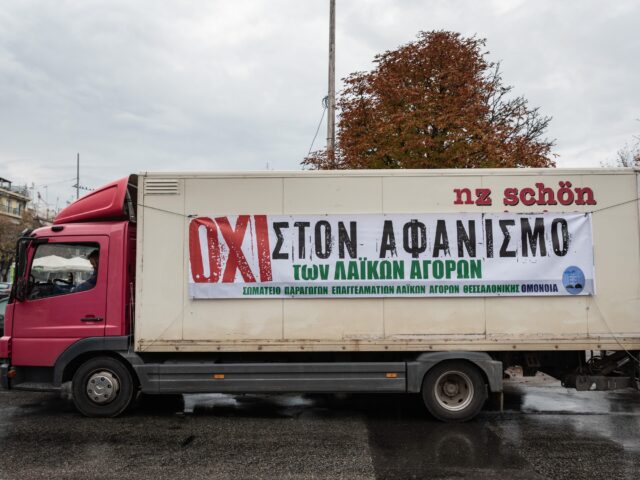 nz schön
ΟΧΙ ΣΤΟΝ ΑΦΑΝΙΣΜΟ
των ΛΑΪΚΩΝ ΑΓΟΡΩΝ
ΣΩΜΑΤΕΙΟ ΠΑΡΑΓΩΓΩΝ ΕΠΑΓΓΕΛΜΑΤΙΩΝ ΛΑΪΚΩΝ ΑΓΟΡΩΝ ΘΕΣΣΑΛΟΝΙΚΗΣ ΟΜΟΝΟΙΑ